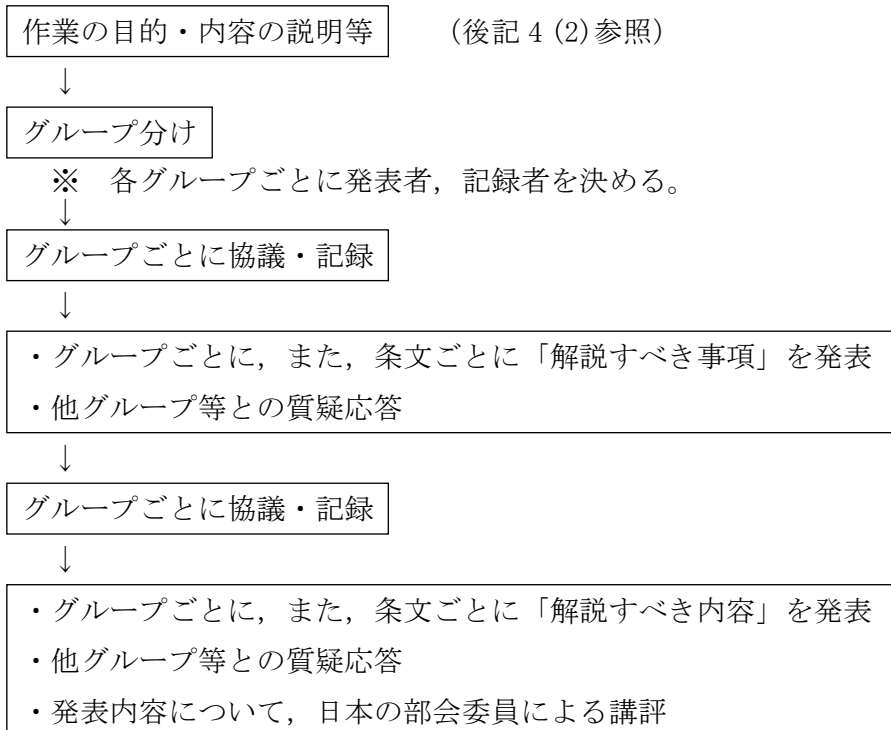 作業の目的・内容の説明等　　（後記4(2)参照）
↓
グループ分け
※　各グループごとに発表者，記録者を決める。
↓
グループごとに協議・記録
↓
・グループごとに，また，条文ごとに「解説すべき事項」を発表
・他グループ等との質疑応答
↓
グループごとに協議・記録
↓
・グループごとに，また，条文ごとに「解説すべき内容」を発表
・他グループ等との質疑応答
・発表内容について，日本の部会委員による講評